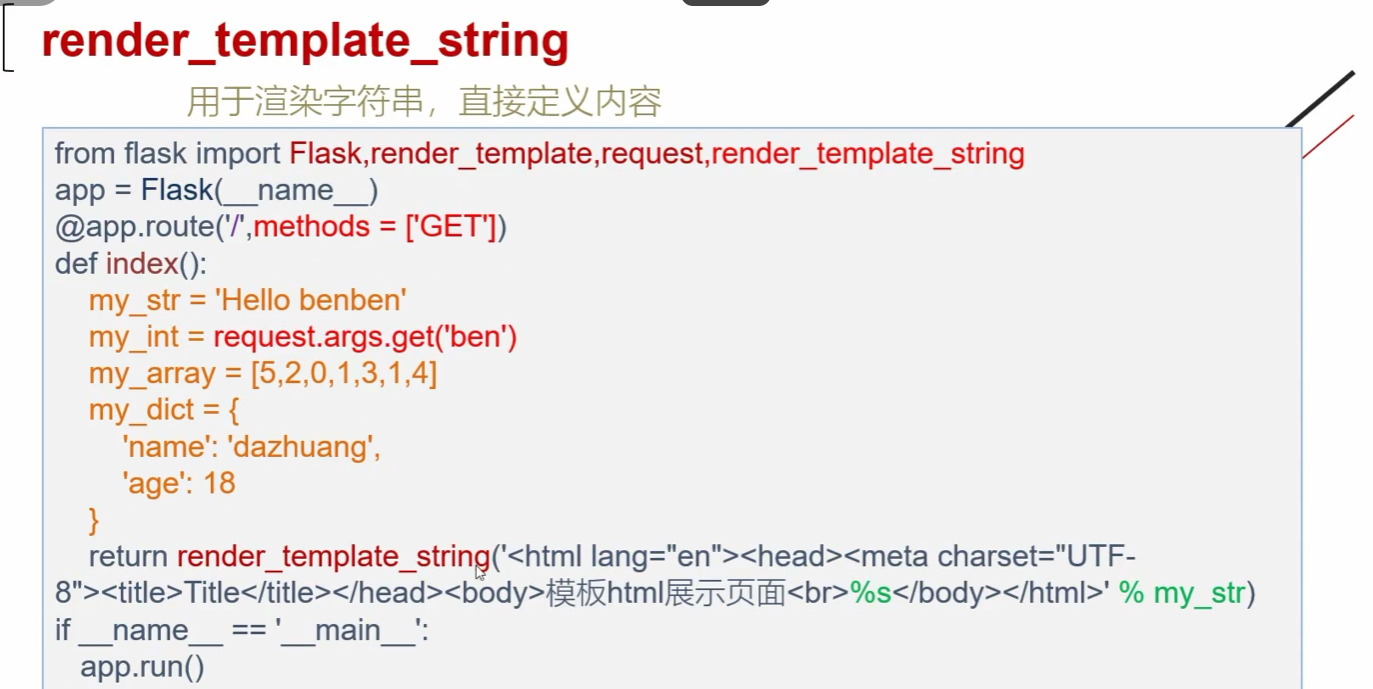 render_template_string
用于渲染字符串，直接定义内容
from flask import Flask,render_template,request,render_template_string
app = Flask(__name__)
@app.route('/',methods = ['GET'])
def index():
my_str = 'Hello benben'
my_int = request.args.get('ben')
my_array = [5,2,0,1,3,1,4]
my_dict = {
'name': 'dazhuang',
'age': 18
}
return render_template_string('<html lang="en"><head><meta charset="UTF-
8"><title>Title</title></head><body>模板html展示页面<br>%s</body></html>' % my_str)
if __name__ == '__main__':
app.run()